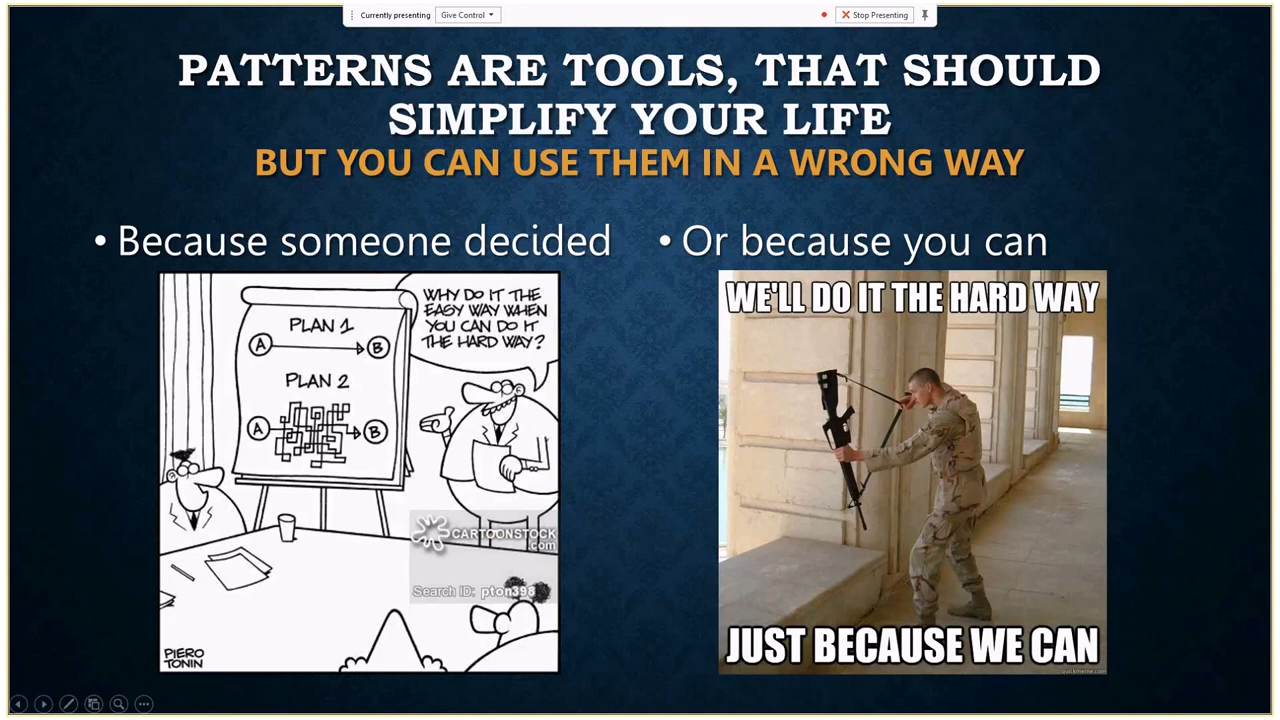 Currently presenting
Give Control
Stop Presenting
PATTERNS ARE TOOLS, THAT SHOULD
SIMPLIFY YOUR LIFE
BUT YOU CAN USE THEM IN A WRONG WAY
• Because someone decided
WHY DO IT THE
EASY WAY WHEN
YOU CAN DO IT
THE HARD WAY?
PLAN 1
A
B
PLAN 2
A
B
CARTOONSTOCK
.com
Search ID: pton398
PIERO
TONIN
• Or because you can
WE'LL DO IT THE HARD WAY
JUST BECAUSE WE CAN
quickmeme.com